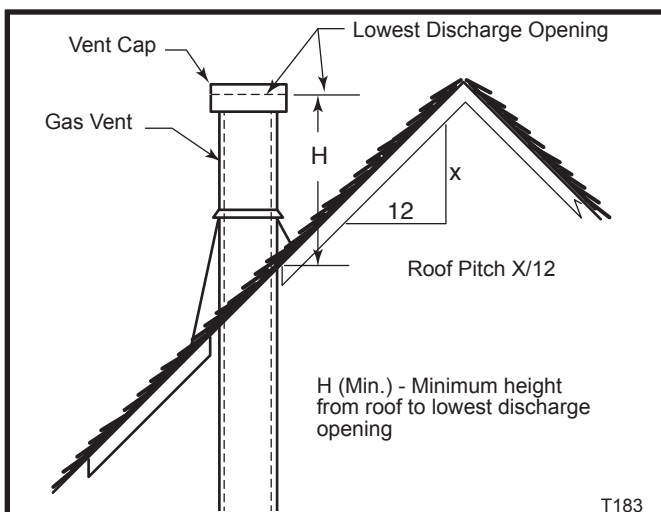 Lowest Discharge Opening
Vent Cap
Gas Vent
H
x
12
Roof Pitch X/12
H (Min.) - Minimum height
from roof to lowest discharge
opening
T183